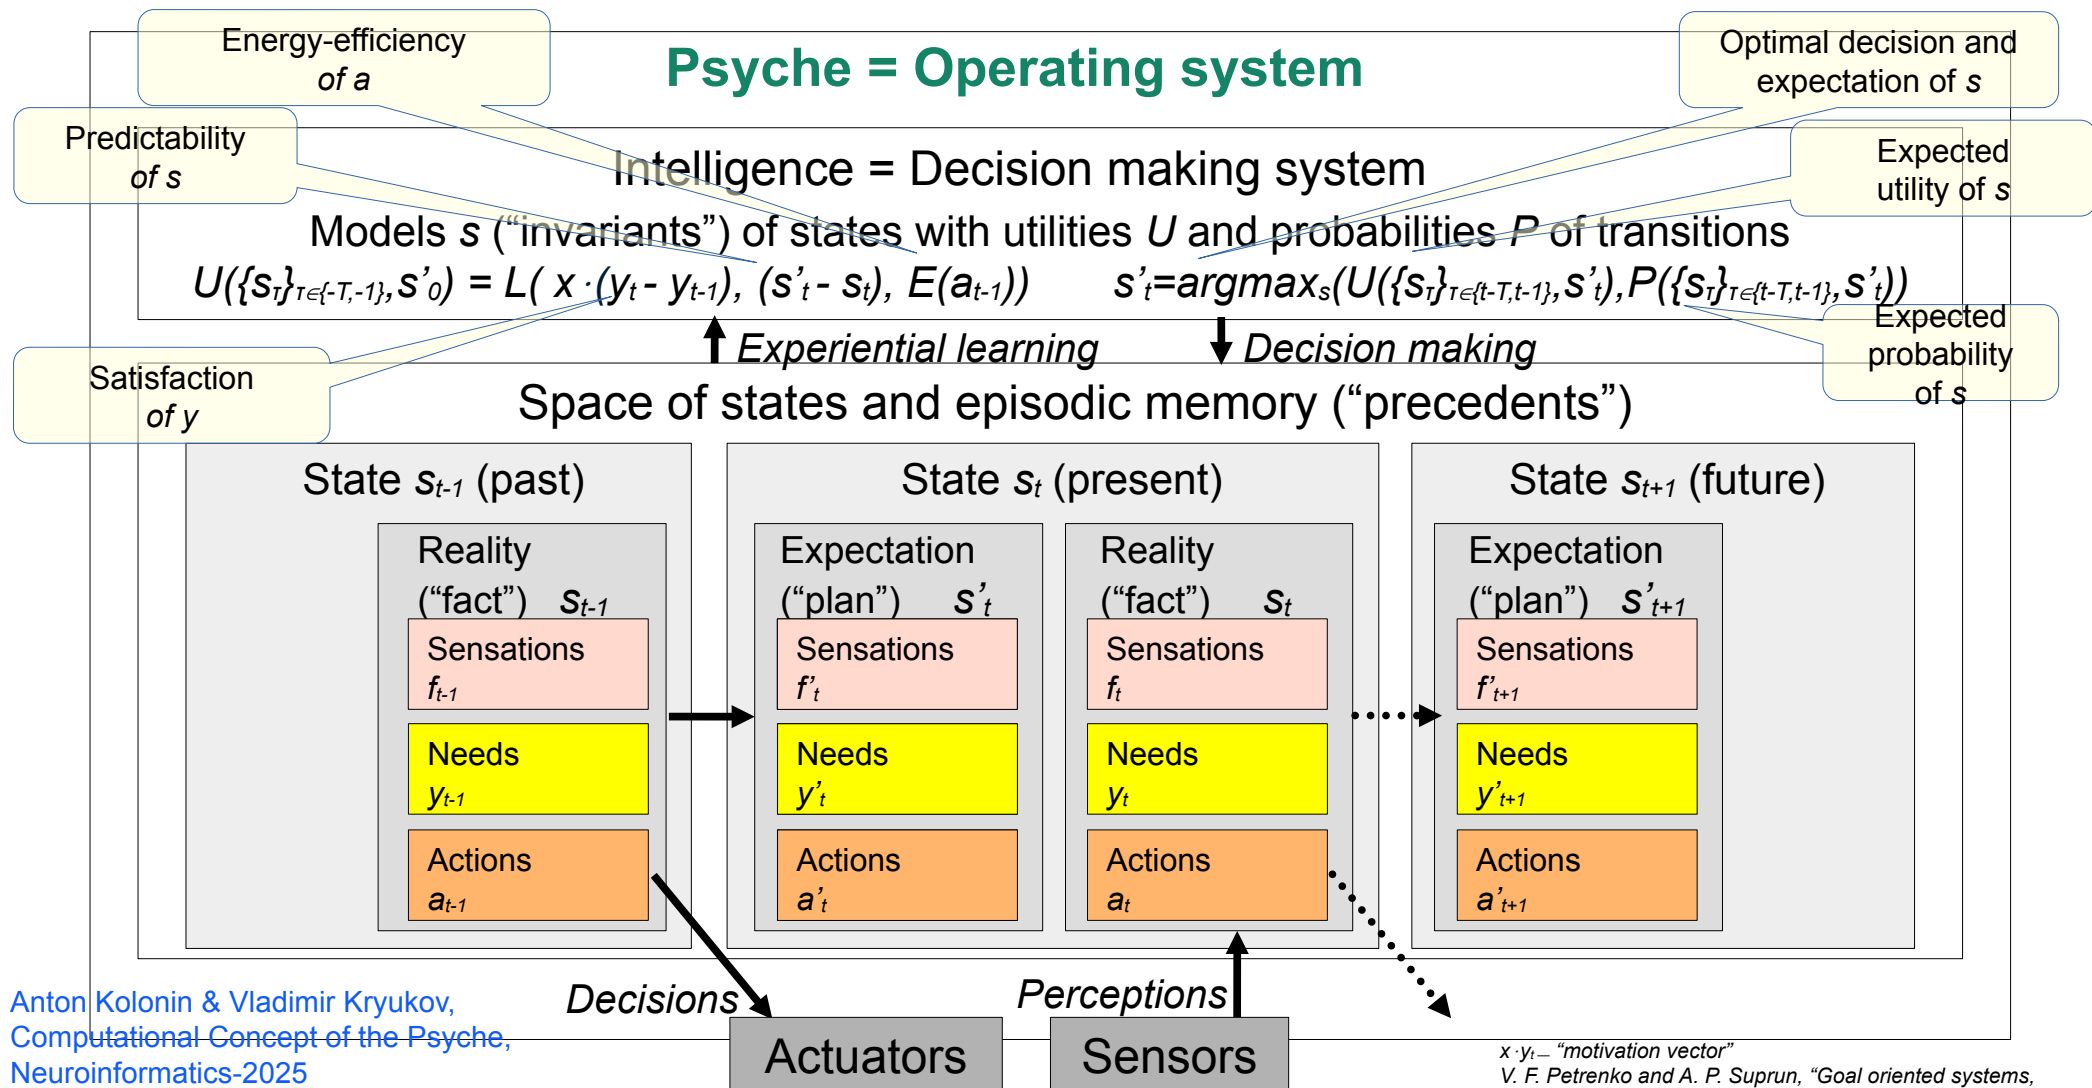 Energy-efficiency
of a
Psyche = Operating system
Optimal decision and
expectation of s
Predictability
of s
Expected
utility of s
Intelligence = Decision making system
Models s (“invariants”) of states with utilities U and probabilities P of transitions
U({sτ}τ∈{-T,-1},s’0) = L( x ·(yt - yt-1), (s’t - st), E(at-1))
s’t=argmaxs(U({sτ}τ∈{t-T,t-1},s’t),P({sτ}τ∈{t-T,t-1},s’t))
Expected
probability
of s
Experiential learning
Decision making
Satisfaction
of y
Space of states and episodic memory (“precedents”)
State st-1 (past)
Reality
(“fact”) st-1
Sensations
ft-1
Needs
yt-1
Actions
at-1
State st (present)
Expectation
(“plan”) s’t
Sensations
f’t
Needs
y’t
Actions
a’t
Reality
(“fact”) st
Sensations
ft
Needs
yt
Actions
at
State st+1 (future)
Expectation
(“plan”) s’t+1
Sensations
f’t+1
Needs
y’t+1
Actions
a’t+1
Decisions
Perceptions
Actuators
Sensors
Anton Kolonin & Vladimir Kryukov,
Computational Concept of the Psyche,
Neuroinformatics-2025
x ·yt – “motivation vector”
V. F. Petrenko and A. P. Suprun, “Goal oriented systems,